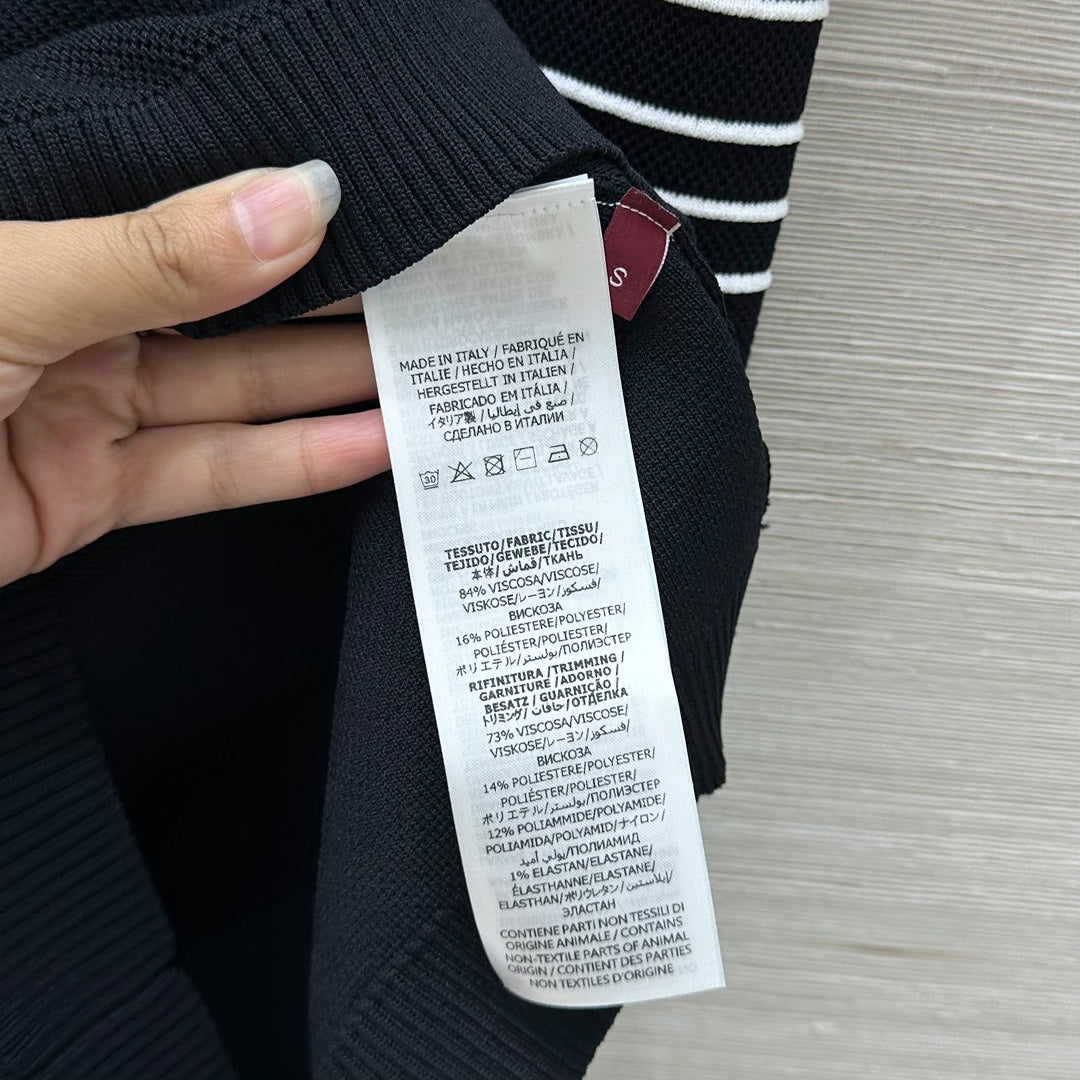 S
MADE IN ITALY / FABRIQUÉ EN
ITALIE / HECHO EN ITALIA /
HERGESTELLT IN ITALIEN /
FABRICADO EM ITÁLIA /
イタリア製 / صنع في إيطاليا /
СДЕЛАНО В ИТАЛИИ
30
TESSUTO/FABRIC/TISSU/
TEJIDO/GEWEBE/TECIDO/
本体/قماش/ТКАНЬ
84% VISCOSA/VISCOSE/
VISKOSE/レーヨン/فسكوز/
ВИСКОЗА
16% POLIESTERE/POLYESTER/
POLIÉSTER/POLIESTER/
ポリエテル/بولستر/ПОЛИЭСТЕР
RIFINITURA /TRIMMING /
GARNITURE /ADORNO /
BESATZ / GUARNIÇÃO /
トリミング/حافات/ОТДЕЛКА
73% VISCOSA/VISCOSE/
VISKOSE/レーヨン/فسكوز/
ВИСКОЗА
14% POLIESTERE/POLYESTER/
POLIÉSTER/POLIESTER/
ポリエテル/بولستر/ПОЛИЭСТЕР
12% POLIAMMIDE/POLYAMIDE/
POLIAMIDA/POLYAMID/ナイロン/
بولي أميد/ПОЛИАМИД
1% ELASTAN/ELASTANE/
ÉLASTHANNE/ELASTANE/
ELASTHAN/ポリウレタン/إيلاستين/
ЭЛАСТАН
CONTIENE PARTI NON TESSILI DI
ORIGINE ANIMALE / CONTAINS
NON-TEXTILE PARTS OF ANIMAL
ORIGIN / CONTIENT DES PARTIES
NON TEXTILES D'ORIGINE